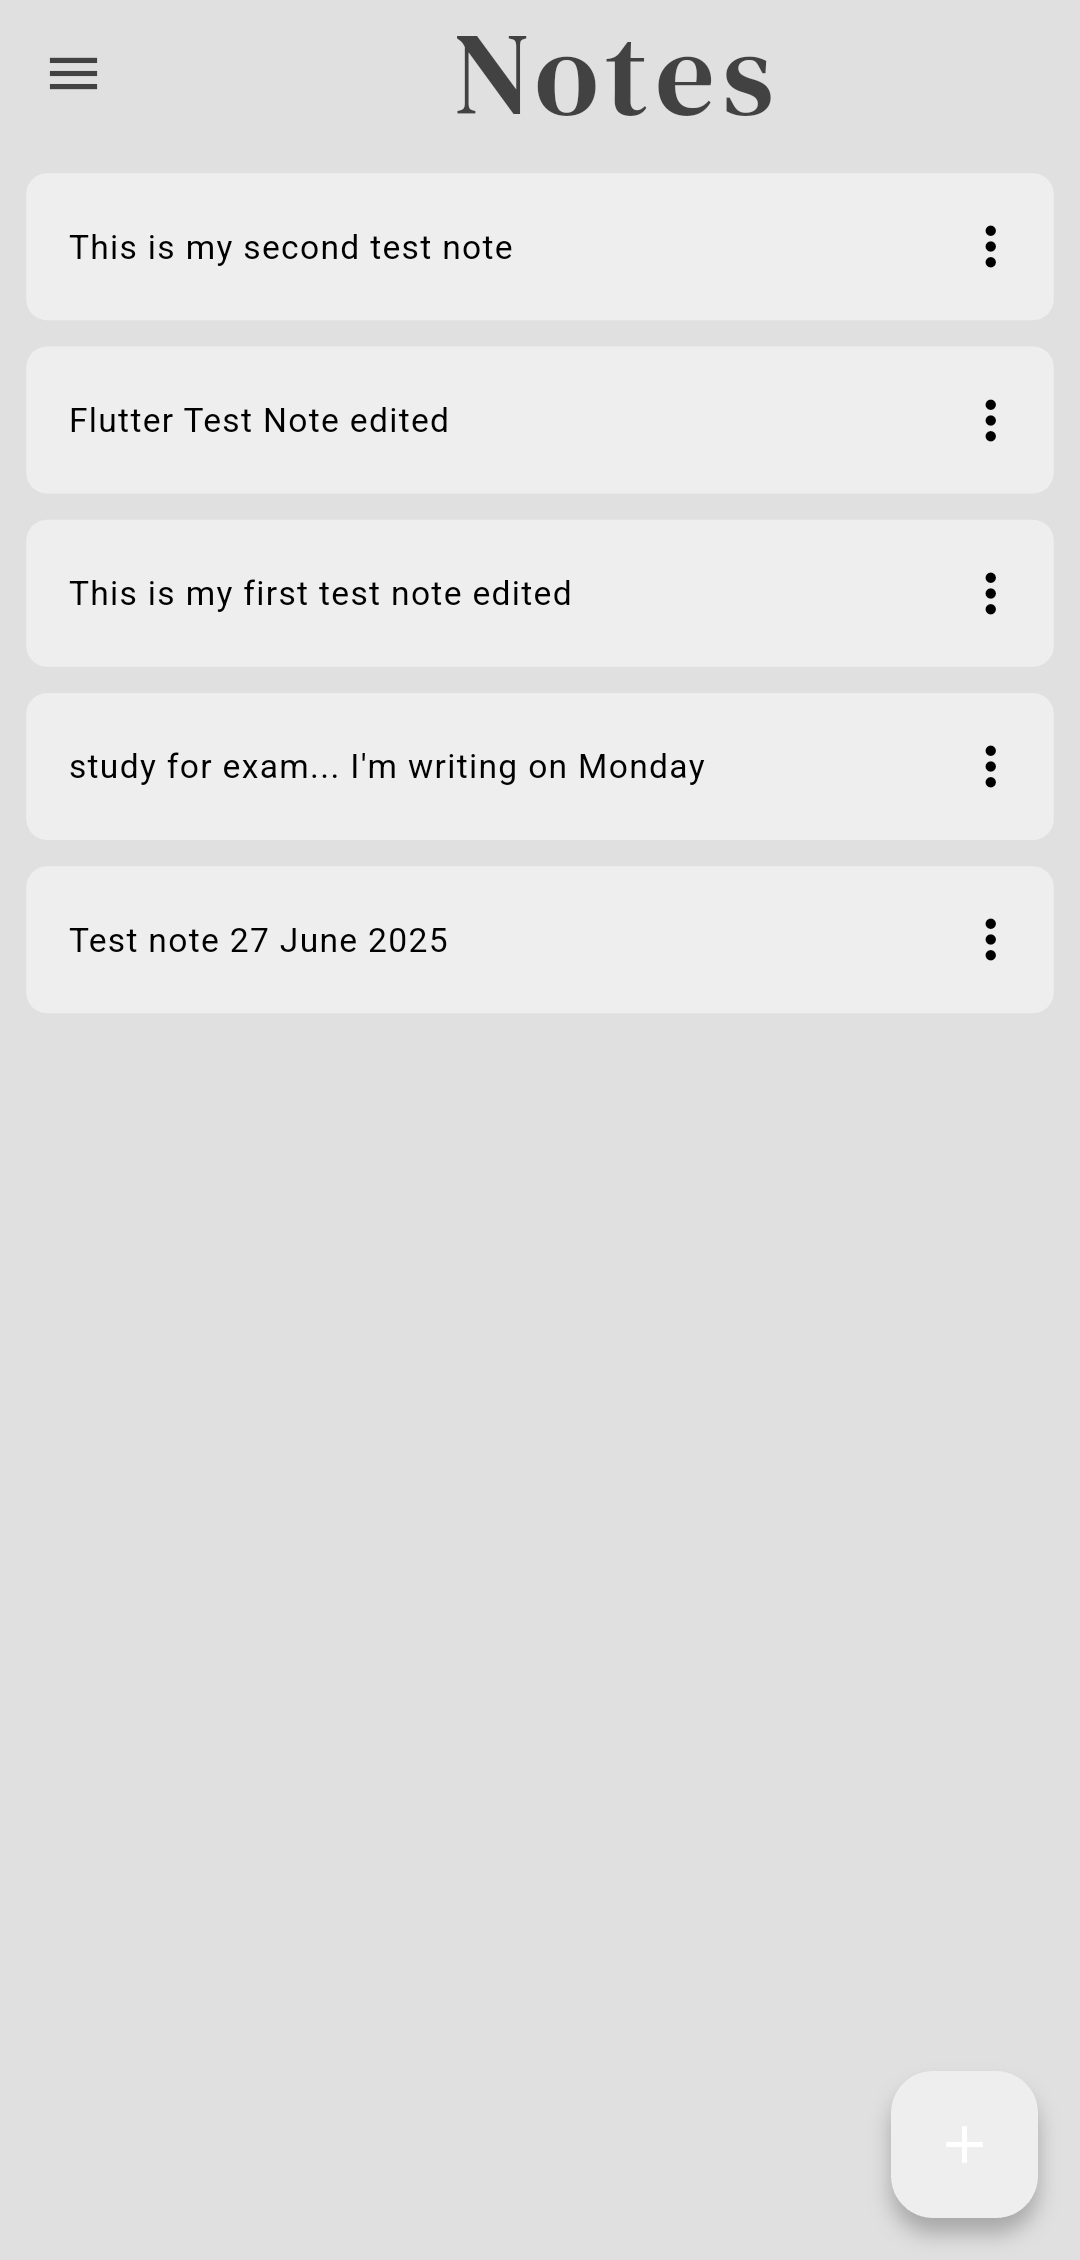 Notes
This is my second test note
Flutter Test Note edited
This is my first test note edited
study for exam... I'm writing on Monday
Test note 27 June 2025